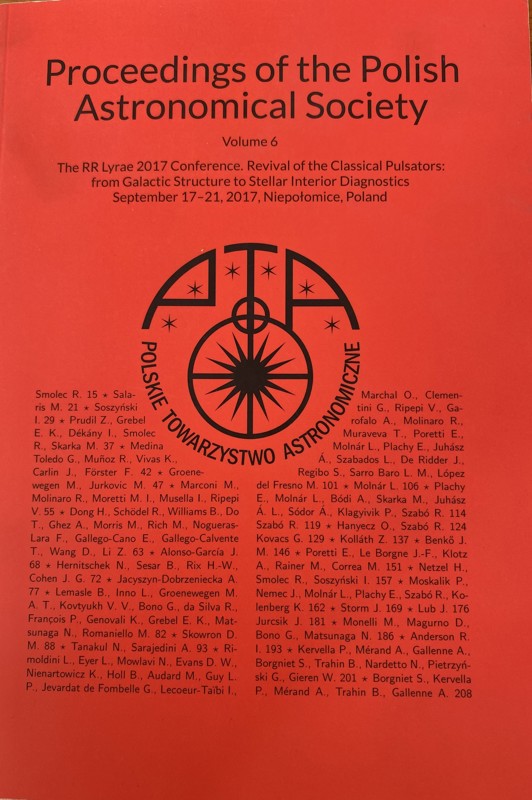 Proceedings of the Polish
Astronomical Society
Volume 6
The RR Lyrae 2017 Conference. Revival of the Classical Pulsators:
from Galactic Structure to Stellar Interior Diagnostics
September 17–21, 2017, Niepołomice, Poland
PTA
POLSKIE TOWARZYSTWO ASTRONOMICZNE
Smolec R. 15 ⋆ Sala-
ris M. 21 ⋆ Soszyński
I. 29 ⋆ Prudil Z., Grebel
E. K., Dékány I., Smolec
R., Skarka M. 37 ⋆ Medina
Toledo G., Muñoz R., Vivas K.,
Carlin J., Förster F. 42 ⋆ Groene-
wegen M., Jurkovic M. 47 ⋆ Marconi M.,
Molinaro R., Moretti M. I., Musella I., Ripepi
V. 55 ⋆ Dong H., Schödel R., Williams B., Do
T., Ghez A., Morris M., Rich M., Nogueras-
Lara F., Gallego-Cano E., Gallego-Calvente
T., Wang D., Li Z. 63 ⋆ Alonso-García J.
68 ⋆ Hernitschek N., Sesar B., Rix H.-W.,
Cohen J. G. 72 ⋆ Jacyszyn-Dobrzeniecka A.
77 ⋆ Lemasle B., Inno L., Groenewegen M.
A. T., Kovtyukh V. V., Bono G., da Silva R.,
François P., Genovali K., Grebel E. K., Mat-
sunaga N., Romaniello M. 82 ⋆ Skowron D.
M. 88 ⋆ Tanakul N., Sarajedini A. 93 ⋆ Ri-
moldini L., Eyer L., Mowlavi N., Evans D. W.,
Nienartowicz K., Holl B., Audard M., Guy L.
P., Jevardat de Fombelle G., Lecoeur-Taïbi I.,
Marchal O., Clemen-
tini G., Ripepi V., Ga-
rofalo A., Molinaro R.,
Muraveva T., Poretti E.,
Molnár L., Plachy E., Juhász
Á., Szabados L., De Ridder J.,
Regibo S., Sarro Baro L. M., López
del Fresno M. 101 ⋆ Molnár L. 106 ⋆ Plachy
E., Molnár L., Bódi A., Skarka M., Juhász
Á. L., Sódor Á., Klagyivik P., Szabó R. 114
Szabó R. 119 ⋆ Hanyecz O., Szabó R. 124
Kovacs G. 129 ⋆ Kolláth Z. 137 ⋆ Benkő J.
M. 146 ⋆ Poretti E., Le Borgne J.-F., Klotz
A., Rainer M., Correa M. 151 ⋆ Netzel H.,
Smolec R., Soszyński I. 157 ⋆ Moskalik P.,
Nemec J., Molnár L., Plachy E., Szabó R., Ko-
lenberg K. 162 ⋆ Storm J. 169 ⋆ Lub J. 176
Jurcsik J. 181 ⋆ Monelli M., Magurno D.,
Bono G., Matsunaga N. 186 ⋆ Anderson R.
I. 193 ⋆ Kervella P., Mérand A., Gallenne A.,
Borgniet S., Trahin B., Nardetto N., Pietrzyń-
ski G., Gieren W. 201 ⋆ Borgniet S., Kervella
P., Mérand A., Trahin B., Gallenne A. 208